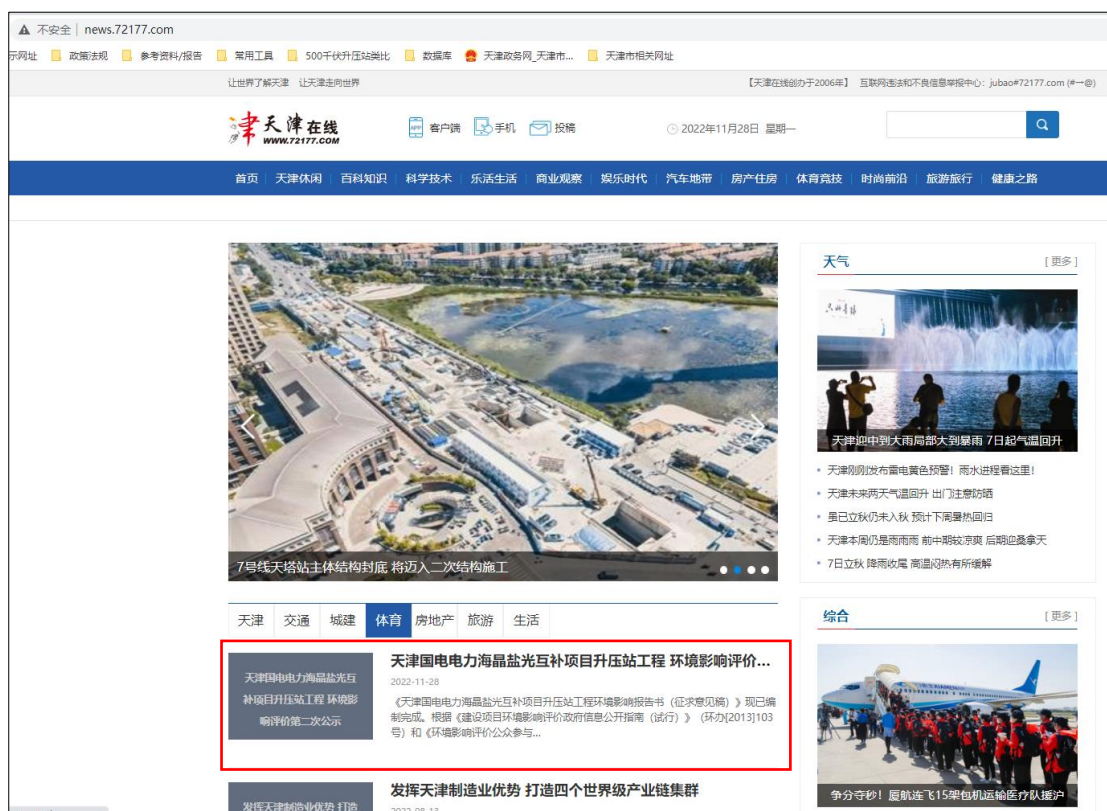 不安全 news.72177.com
示网址 政策法规 参考资料/报告 常用工具 500千伏升压站类比 数据库 天津政务网_天津市... 天津市相关网址
让世界了解天津 让天津走向世界 【天津在线创办于2006年】 互联网违法和不良信息举报中心：jubao#72177.com (#→@)
津 天津在线
WWW.72177.COM
APP 客户端 手机 投稿 2022年11月28日 星期一
首页 天津休闲 百科知识 科学技术 乐活生活 商业观察 娱乐时代 汽车地带 房产住房 体育竞技 时尚前沿 旅游旅行 健康之路
7号线天塔站主体结构封底 将迈入二次结构施工
天气 [ 更多 ]
天津迎中到大雨局部大到暴雨 7日起气温回升
天津刚刚发布雷电黄色预警！雨水进程看这里！
天津未来两天气温回升 出门注意防晒
虽已立秋仍未入秋 预计下周暑热回归
天津本周仍是雨雨雨 前中期较凉爽 后期迎桑拿天
7日立秋 降雨收尾 高温闷热有所缓解
天津 交通 城建 体育 房地产 旅游 生活
天津国电电力海晶盐光互
补项目升压站工程 环境影
响评价第二次公示
天津国电电力海晶盐光互补项目升压站工程 环境影响评价...
2022-11-28
《天津国电电力海晶盐光互补项目升压站工程环境影响报告书（征求意见稿）》现已编
制完成。根据《建设项目环境影响评价政府信息公开指南（试行）》（环办[2013]103
号）和《环境影响评价公众参与...
发挥天津制造业优势 打造
发挥天津制造业优势 打造四个世界级产业链集群
2022-08-13
综合 [ 更多 ]
争分夺秒！厦航连飞15架包机运输医疗队援沪